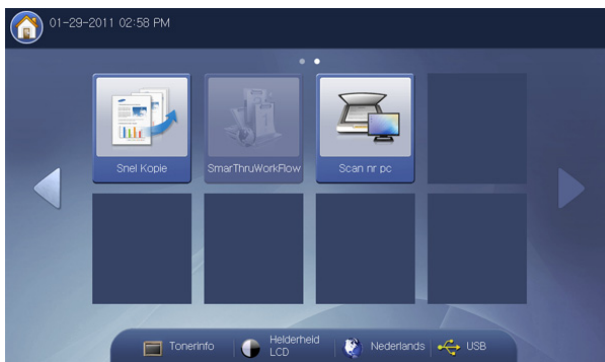 01-29-2011 02:58 PM
Snel Kopie
SmarThruWorkFlow
Scan nr pc
Tonerinfo
Helderheid
LCD
Nederlands
USB